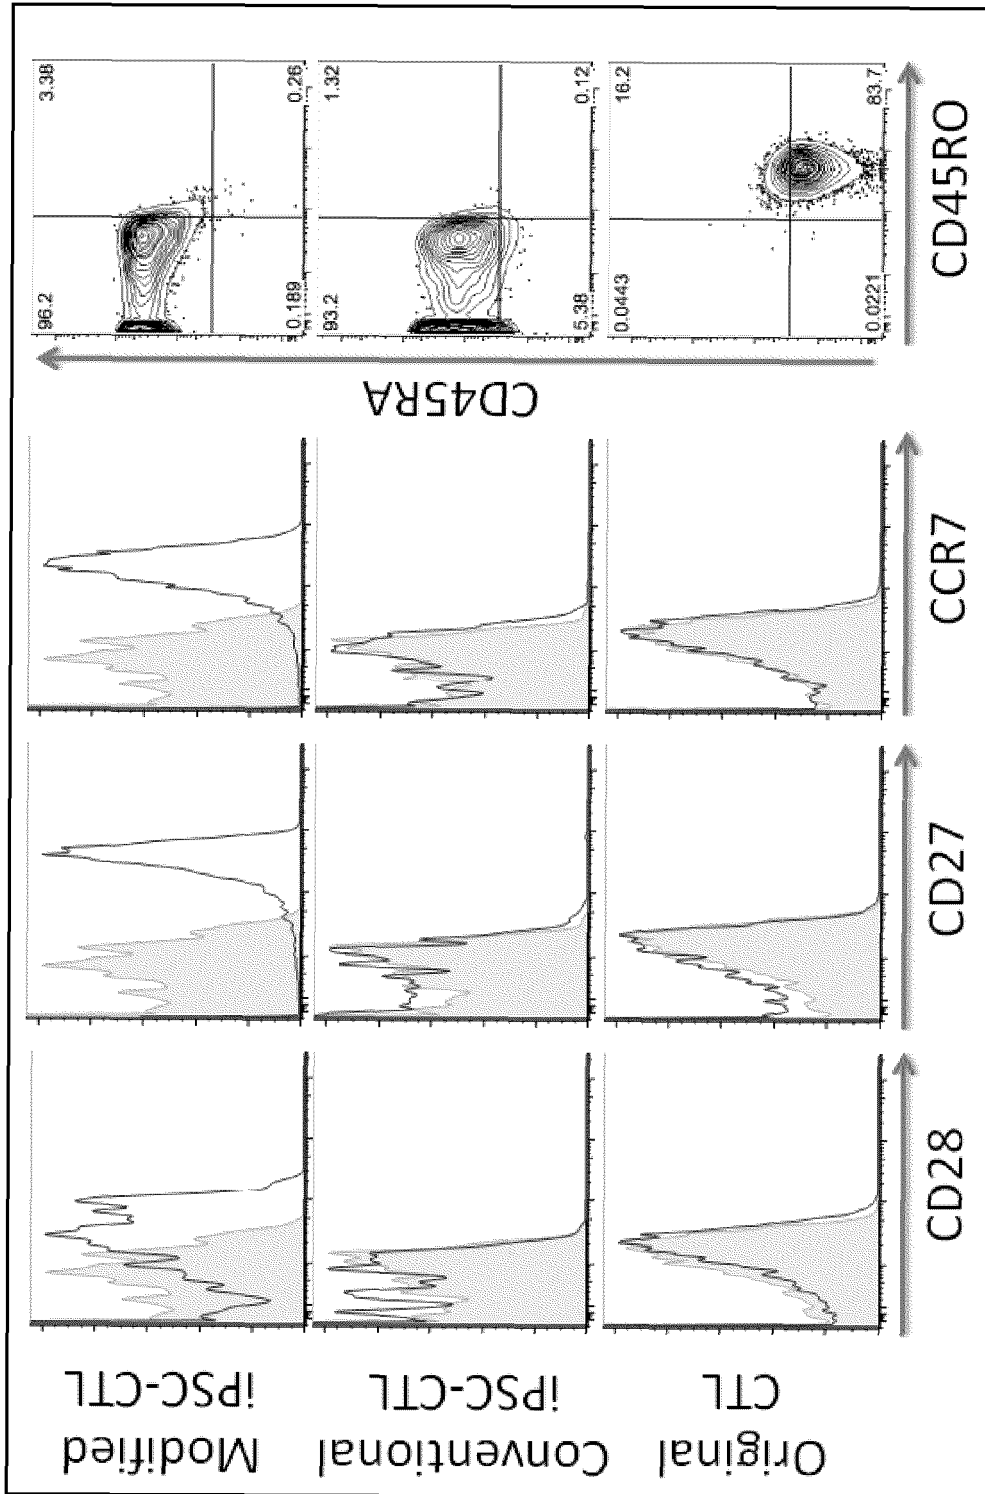 Modified
iPSC-CTL
Conventional
iPSC-CTL
Original
CTL
CD28
CD27
CCR7
CD45RA
CD45RO
96.2
3.38
0.189
0.26
93.2
1.32
5.38
0.12
0.0443
16.2
0.0221
83.7